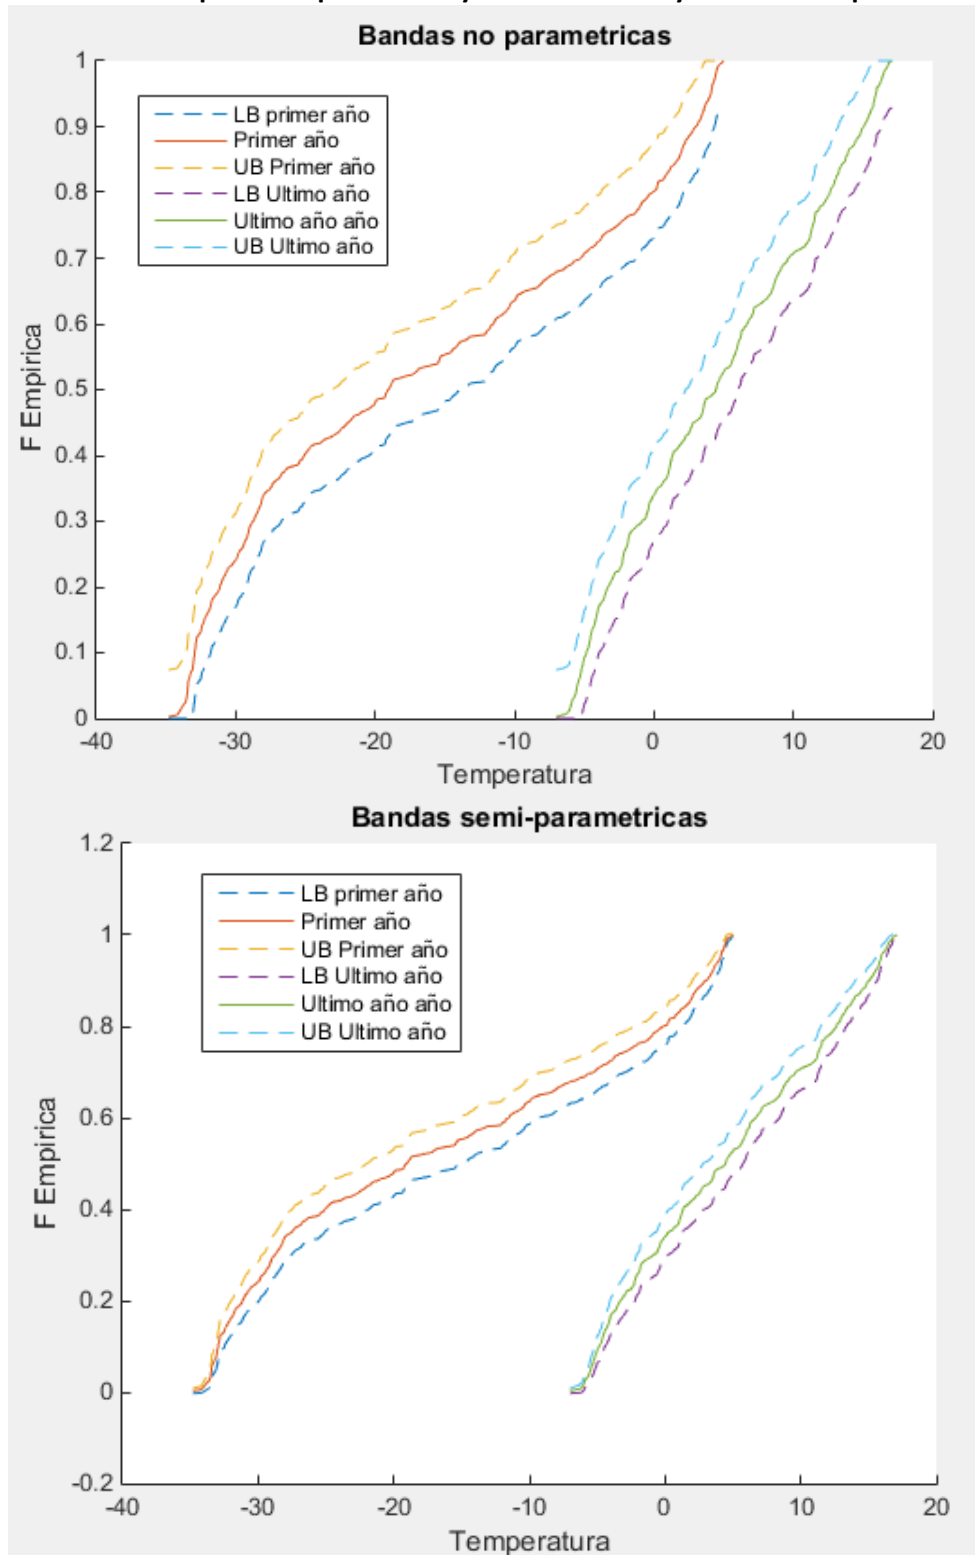 Bandas no parametricas
1
0.9
0.8
0.7
0.6
0.5
0.4
0.3
0.2
0.1
0
F Empirica
LB primer año
Primer año
UB Primer año
LB Ultimo año
Ultimo año año
UB Ultimo año
-40
-30
-20
-10
0
10
20
Temperatura
Bandas semi-parametricas
1.2
1
0.8
0.6
0.4
0.2
0
-0.2
F Empirica
LB primer año
Primer año
UB Primer año
LB Ultimo año
Ultimo año año
UB Ultimo año
-40
-30
-20
-10
0
10
20
Temperatura